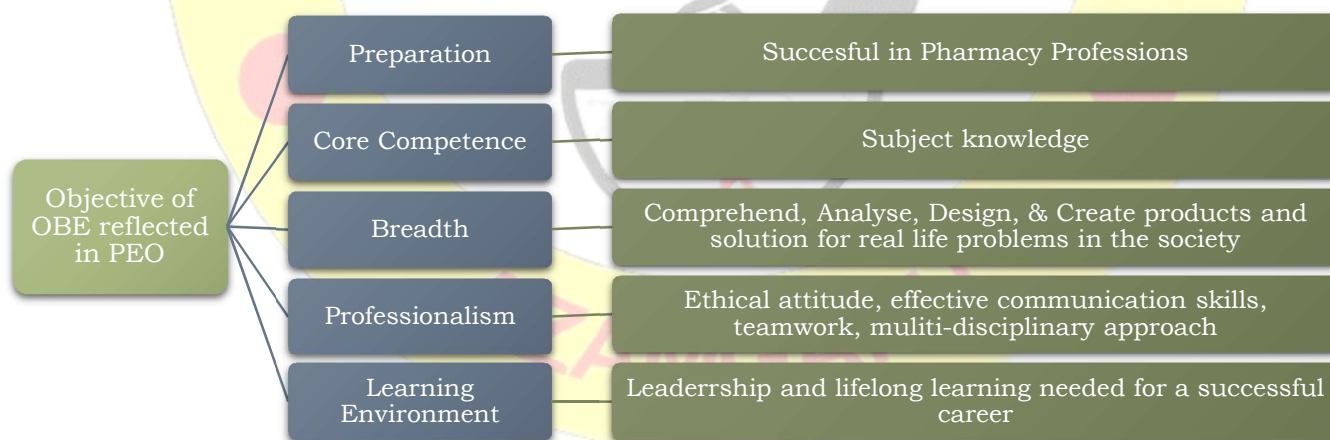 Objective of
OBE reflected
in PEO
Preparation
Succesful in Pharmacy Professions
Core Competence
Subject knowledge
Breadth
Comprehend, Analyse, Design, & Create products and
solution for real life problems in the society
Professionalism
Ethical attitude, effective communication skills,
teamwork, muliti-disciplinary approach
Learning
Environment
Leaderrship and lifelong learning needed for a successful
career